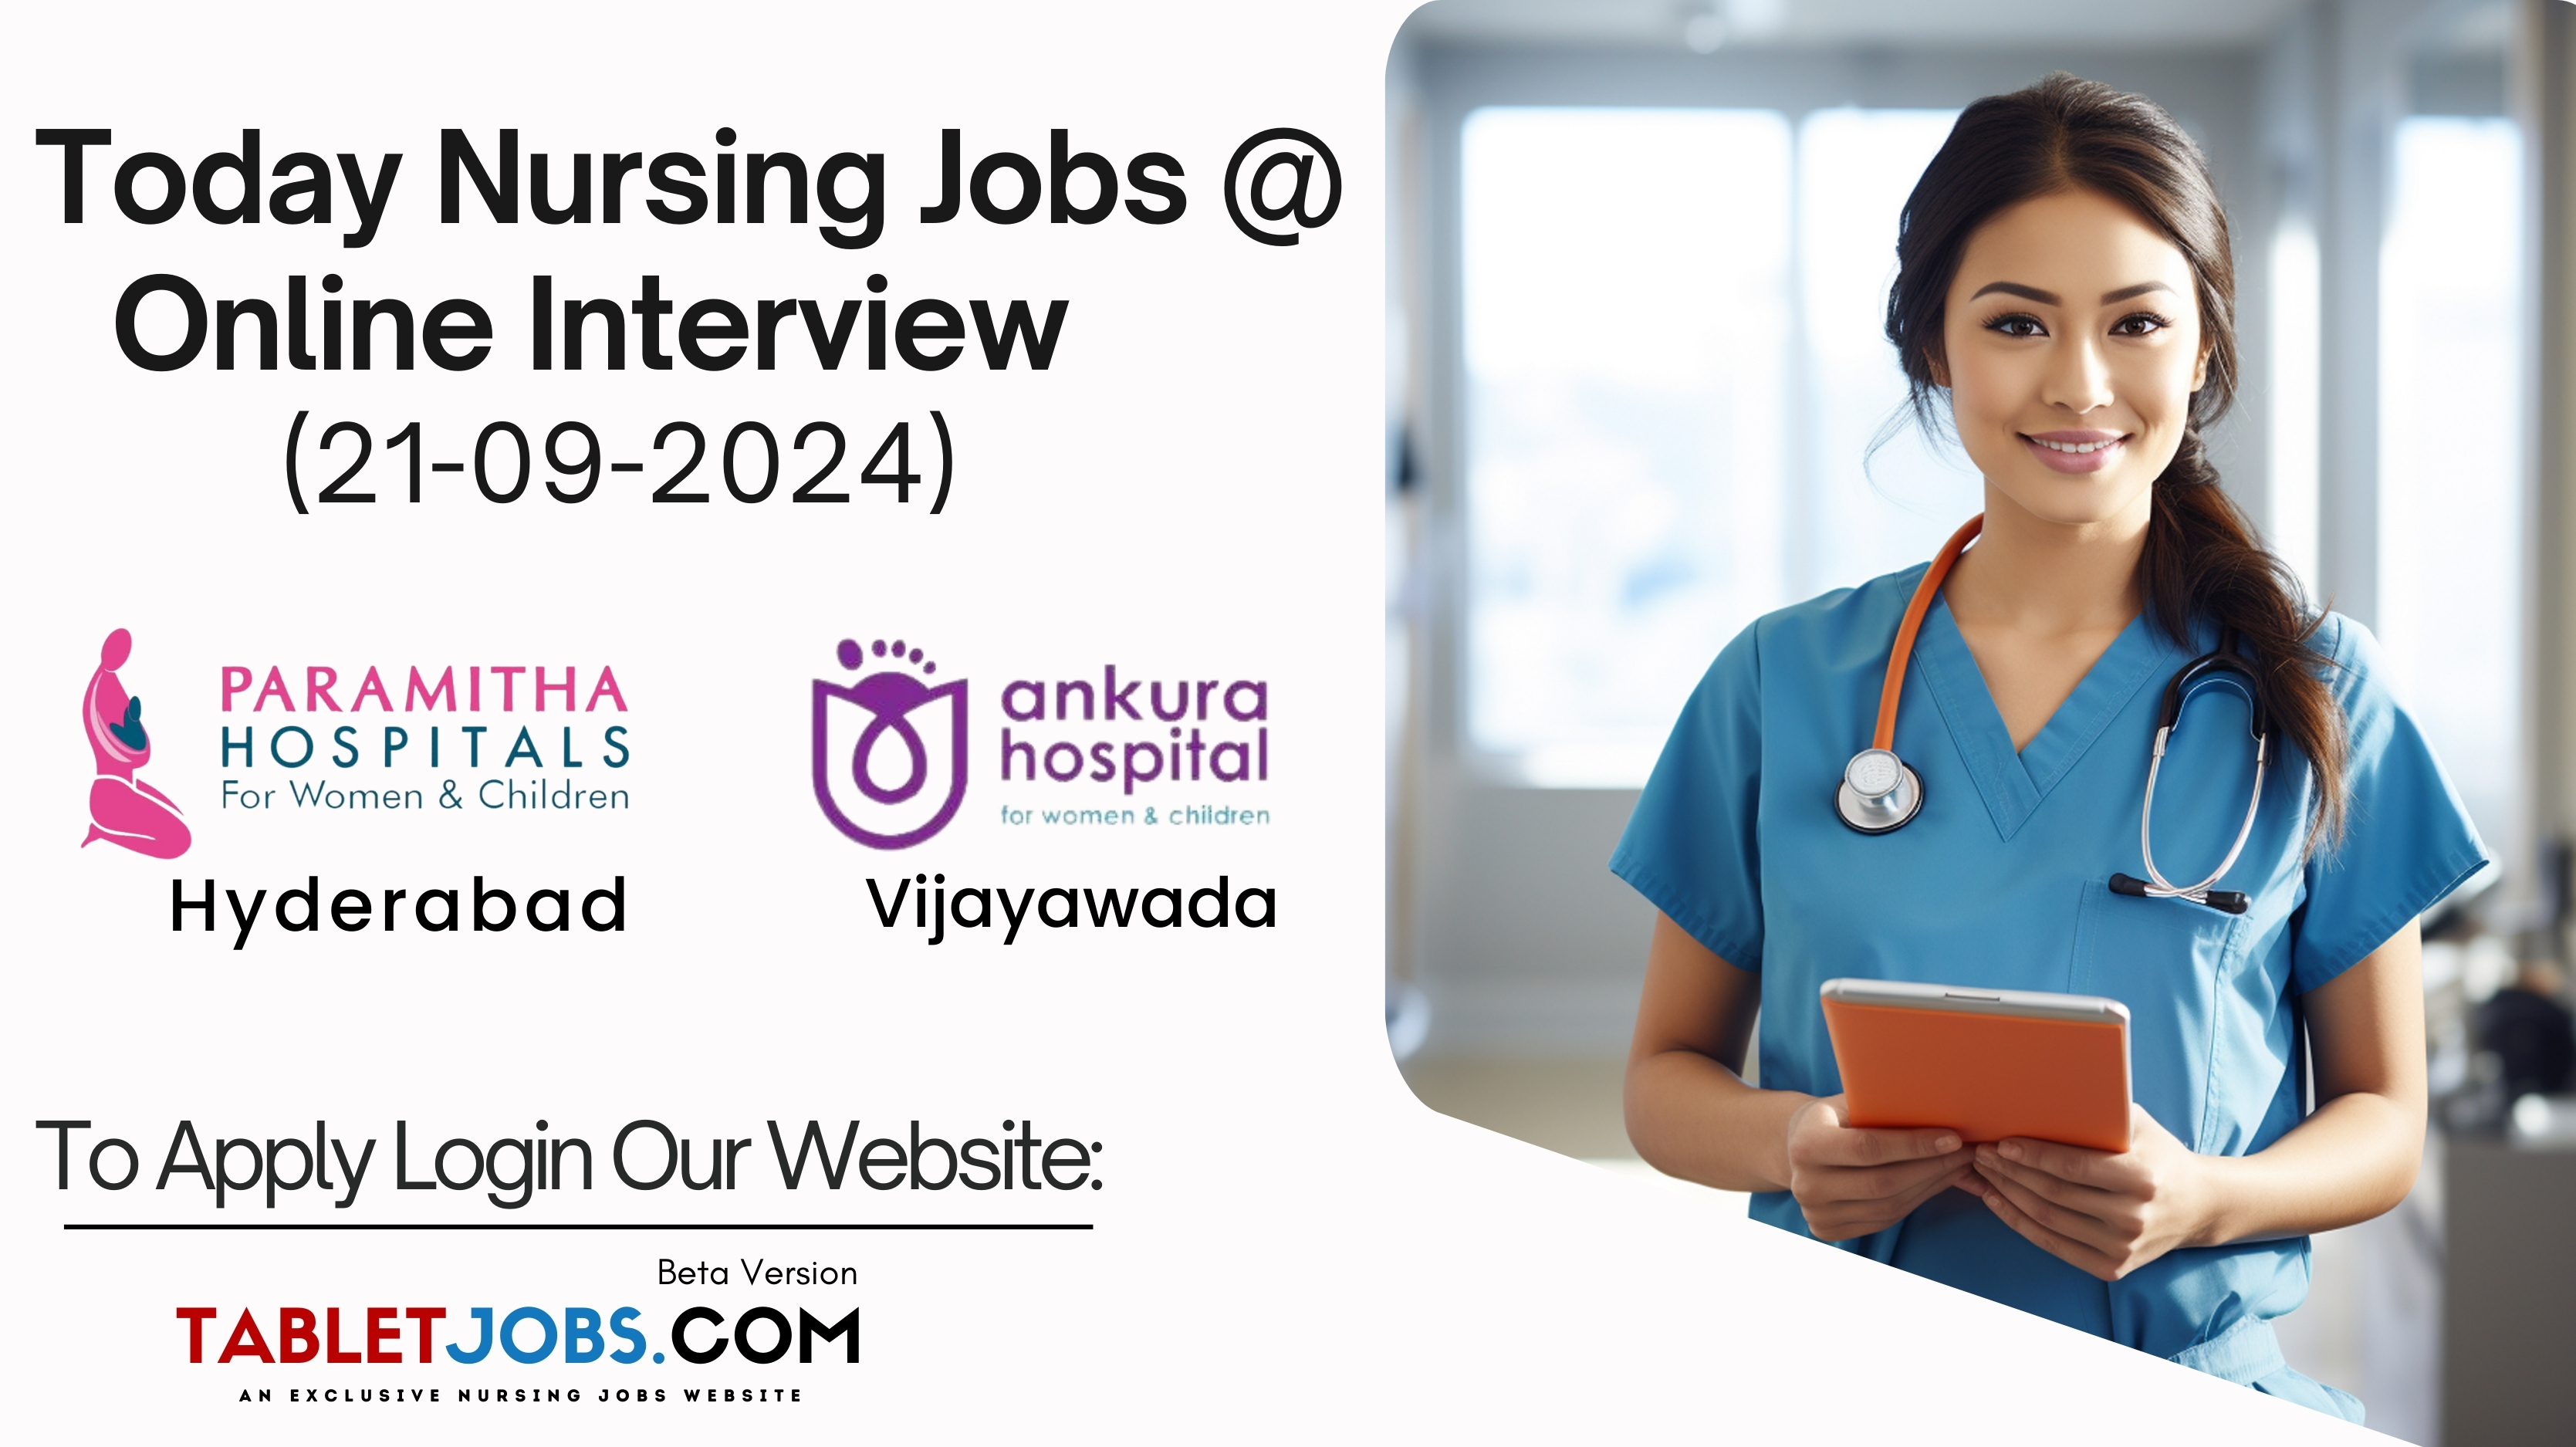 Today Nursing Jobs @
Online Interview
(21-09-2024)
PARAMITHA
HOSPITALS
For Women & Children
Hyderabad
ankura
hospital
for women & children
Vijayawada
To Apply Login Our Website:
Beta Version
TABLETJOBS.COM
AN EXCLUSIVE NURSING JOBS WEBSITE